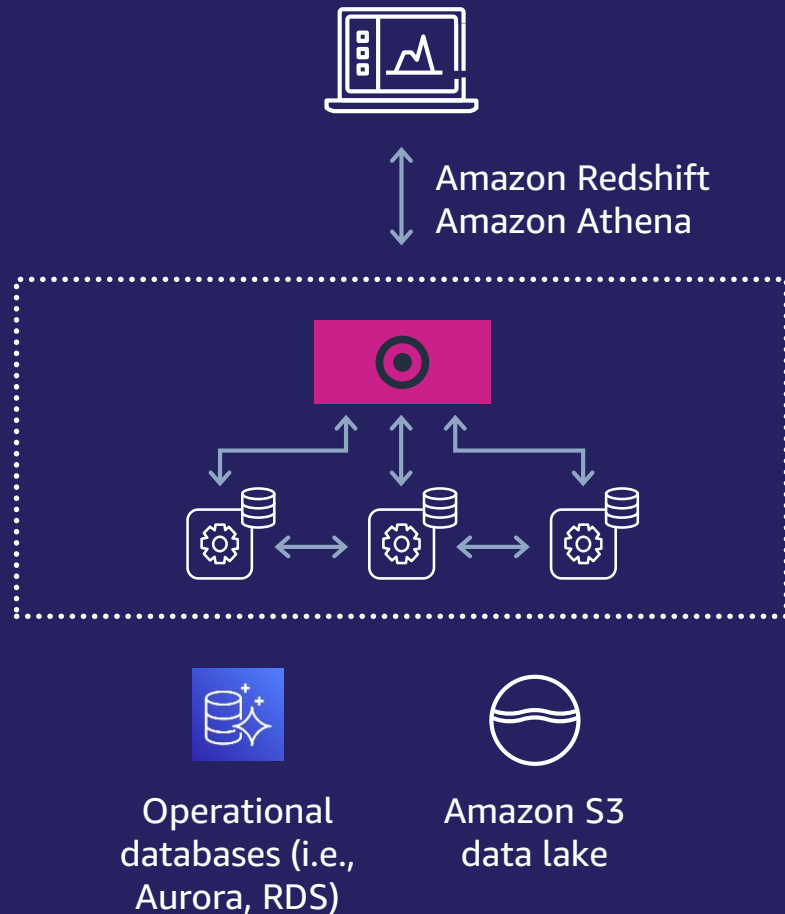 Amazon Redshift
Amazon Athena
Operational
databases (i.e.,
Aurora, RDS)
Amazon S3
data lake